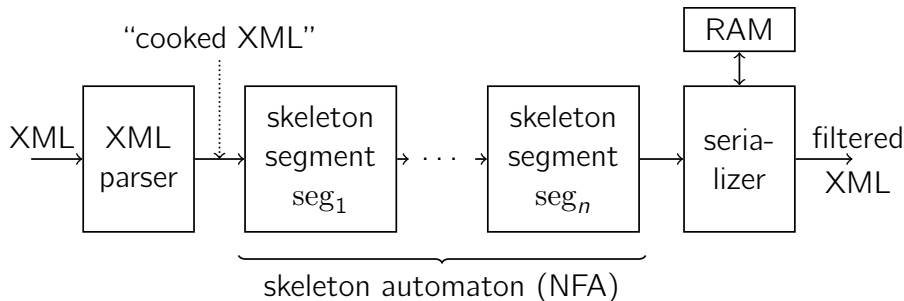 “cooked XML”
RAM
XML
XML
parser
skeleton
segment
seg1
· · ·
skeleton
segment
segn
seria-
lizer
filtered
XML
skeleton automaton (NFA)